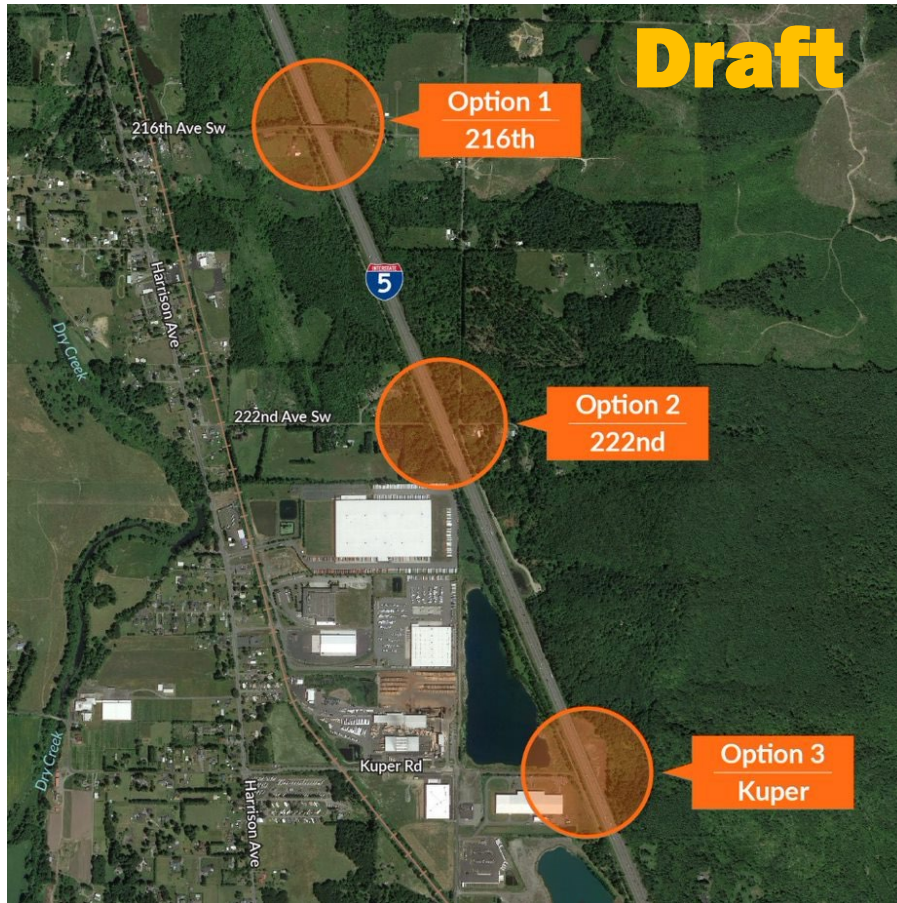 Draft
Option 1
216th
216th Ave Sw
Harrison Ave
INTERSTATE
5
Dry Creek
Option 2
222nd
222nd Ave Sw
Option 3
Kuper
Kuper Rd
Dry Creek
Harrison Ave